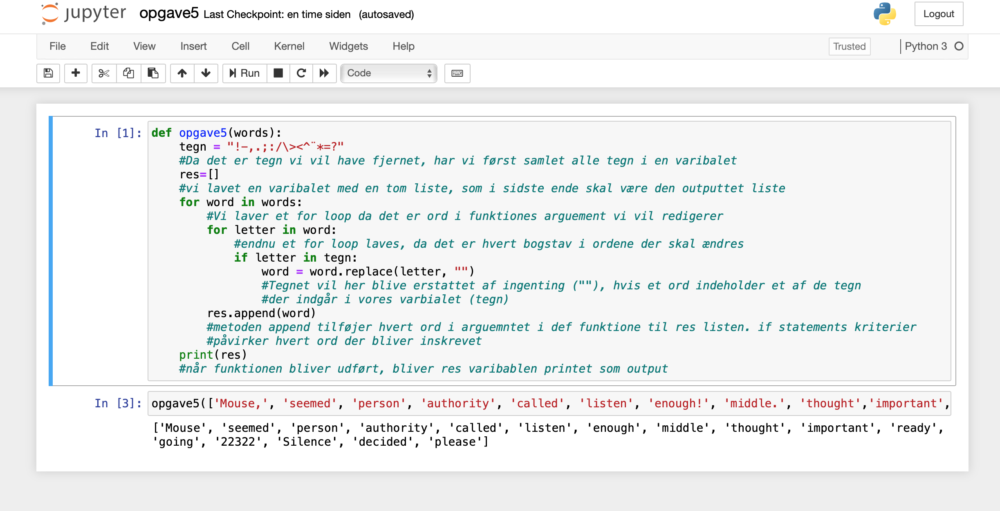 jupyter opgave5 Last Checkpoint: en time siden (autosaved) Logout
File Edit View Insert Cell Kernel Widgets Help Trusted Python 3
Run Code
In [1]: def opgave5(words):
    tegn = "!-,.;:/\><^¨*=?"
    #Da det er tegn vi vil have fjernet, har vi først samlet alle tegn i en varibalet
    res=[]
    #vi lavet en varibalet med en tom liste, som i sidste ende skal være den outputtet liste
    for word in words:
        #Vi laver et for loop da det er ord i funktiones arguement vi vil redigerer
        for letter in word:
            #endnu et for loop laves, da det er hvert bogstav i ordene der skal ændres
            if letter in tegn:
                word = word.replace(letter, "")
                #Tegnet vil her blive erstattet af ingenting (""), hvis et ord indeholder et af de tegn
                #der indgår i vores varbialet (tegn)
        res.append(word)
        #metoden append tilføjer hvert ord i arguemntet i def funktione til res listen. if statements kriterier
        #påvirker hvert ord der bliver inskrevet
    print(res)
    #når funktionen bliver udført, bliver res varibablen printet som output
In [3]: opgave5(['Mouse,', 'seemed', 'person', 'authority', 'called', 'listen', 'enough!', 'middle.', 'thought','important',
['Mouse', 'seemed', 'person', 'authority', 'called', 'listen', 'enough', 'middle', 'thought', 'important', 'ready',
'going', '22322', 'Silence', 'decided', 'please']